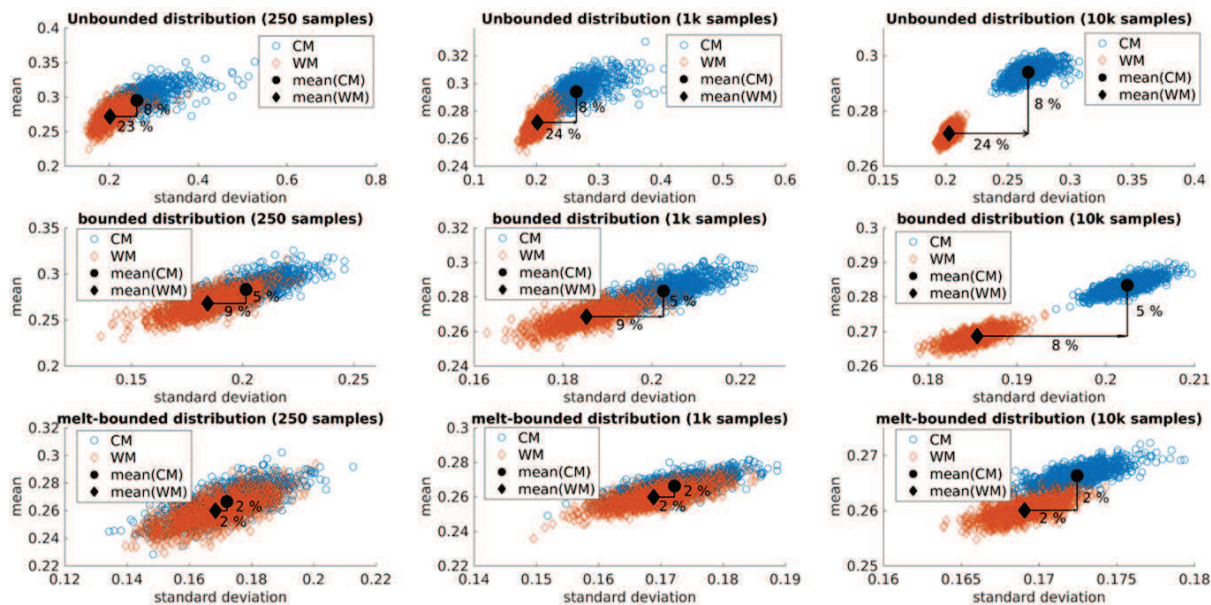 Unbounded distribution (250 samples)
0.4
0.35
0.3
0.25
0.2
mean
CM
WM
mean(CM)
mean(WM)
8 %
23 %
0.2
0.4
0.6
0.8
standard deviation
Unbounded distribution (1k samples)
0.32
0.3
0.28
0.26
0.24
mean
CM
WM
mean(CM)
mean(WM)
8 %
24 %
0.1
0.2
0.3
0.4
0.5
0.6
standard deviation
Unbounded distribution (10k samples)
0.3
0.28
0.26
mean
CM
WM
mean(CM)
mean(WM)
8 %
24 %
0.15
0.2
0.25
0.3
0.35
0.4
standard deviation
bounded distribution (250 samples)
0.35
0.3
0.25
0.2
mean
CM
WM
mean(CM)
mean(WM)
5 %
9 %
0.15
0.2
0.25
standard deviation
bounded distribution (1k samples)
0.32
0.3
0.28
0.26
0.24
mean
CM
WM
mean(CM)
mean(WM)
5 %
9 %
0.16
0.18
0.2
0.22
standard deviation
bounded distribution (10k samples)
0.3
0.29
0.28
0.27
0.26
mean
CM
WM
mean(CM)
mean(WM)
5 %
8 %
0.18
0.19
0.2
0.21
standard deviation
melt-bounded distribution (250 samples)
0.32
0.3
0.28
0.26
0.24
0.22
mean
CM
WM
mean(CM)
mean(WM)
2 %
2 %
0.12
0.14
0.16
0.18
0.2
0.22
standard deviation
melt-bounded distribution (1k samples)
0.3
0.28
0.26
0.24
0.22
mean
CM
WM
mean(CM)
mean(WM)
2 %
2 %
0.14
0.15
0.16
0.17
0.18
0.19
standard deviation
melt-bounded distribution (10k samples)
0.28
0.27
0.26
0.25
mean
CM
WM
mean(CM)
mean(WM)
2 %
2 %
0.16
0.165
0.17
0.175
0.18
standard deviation